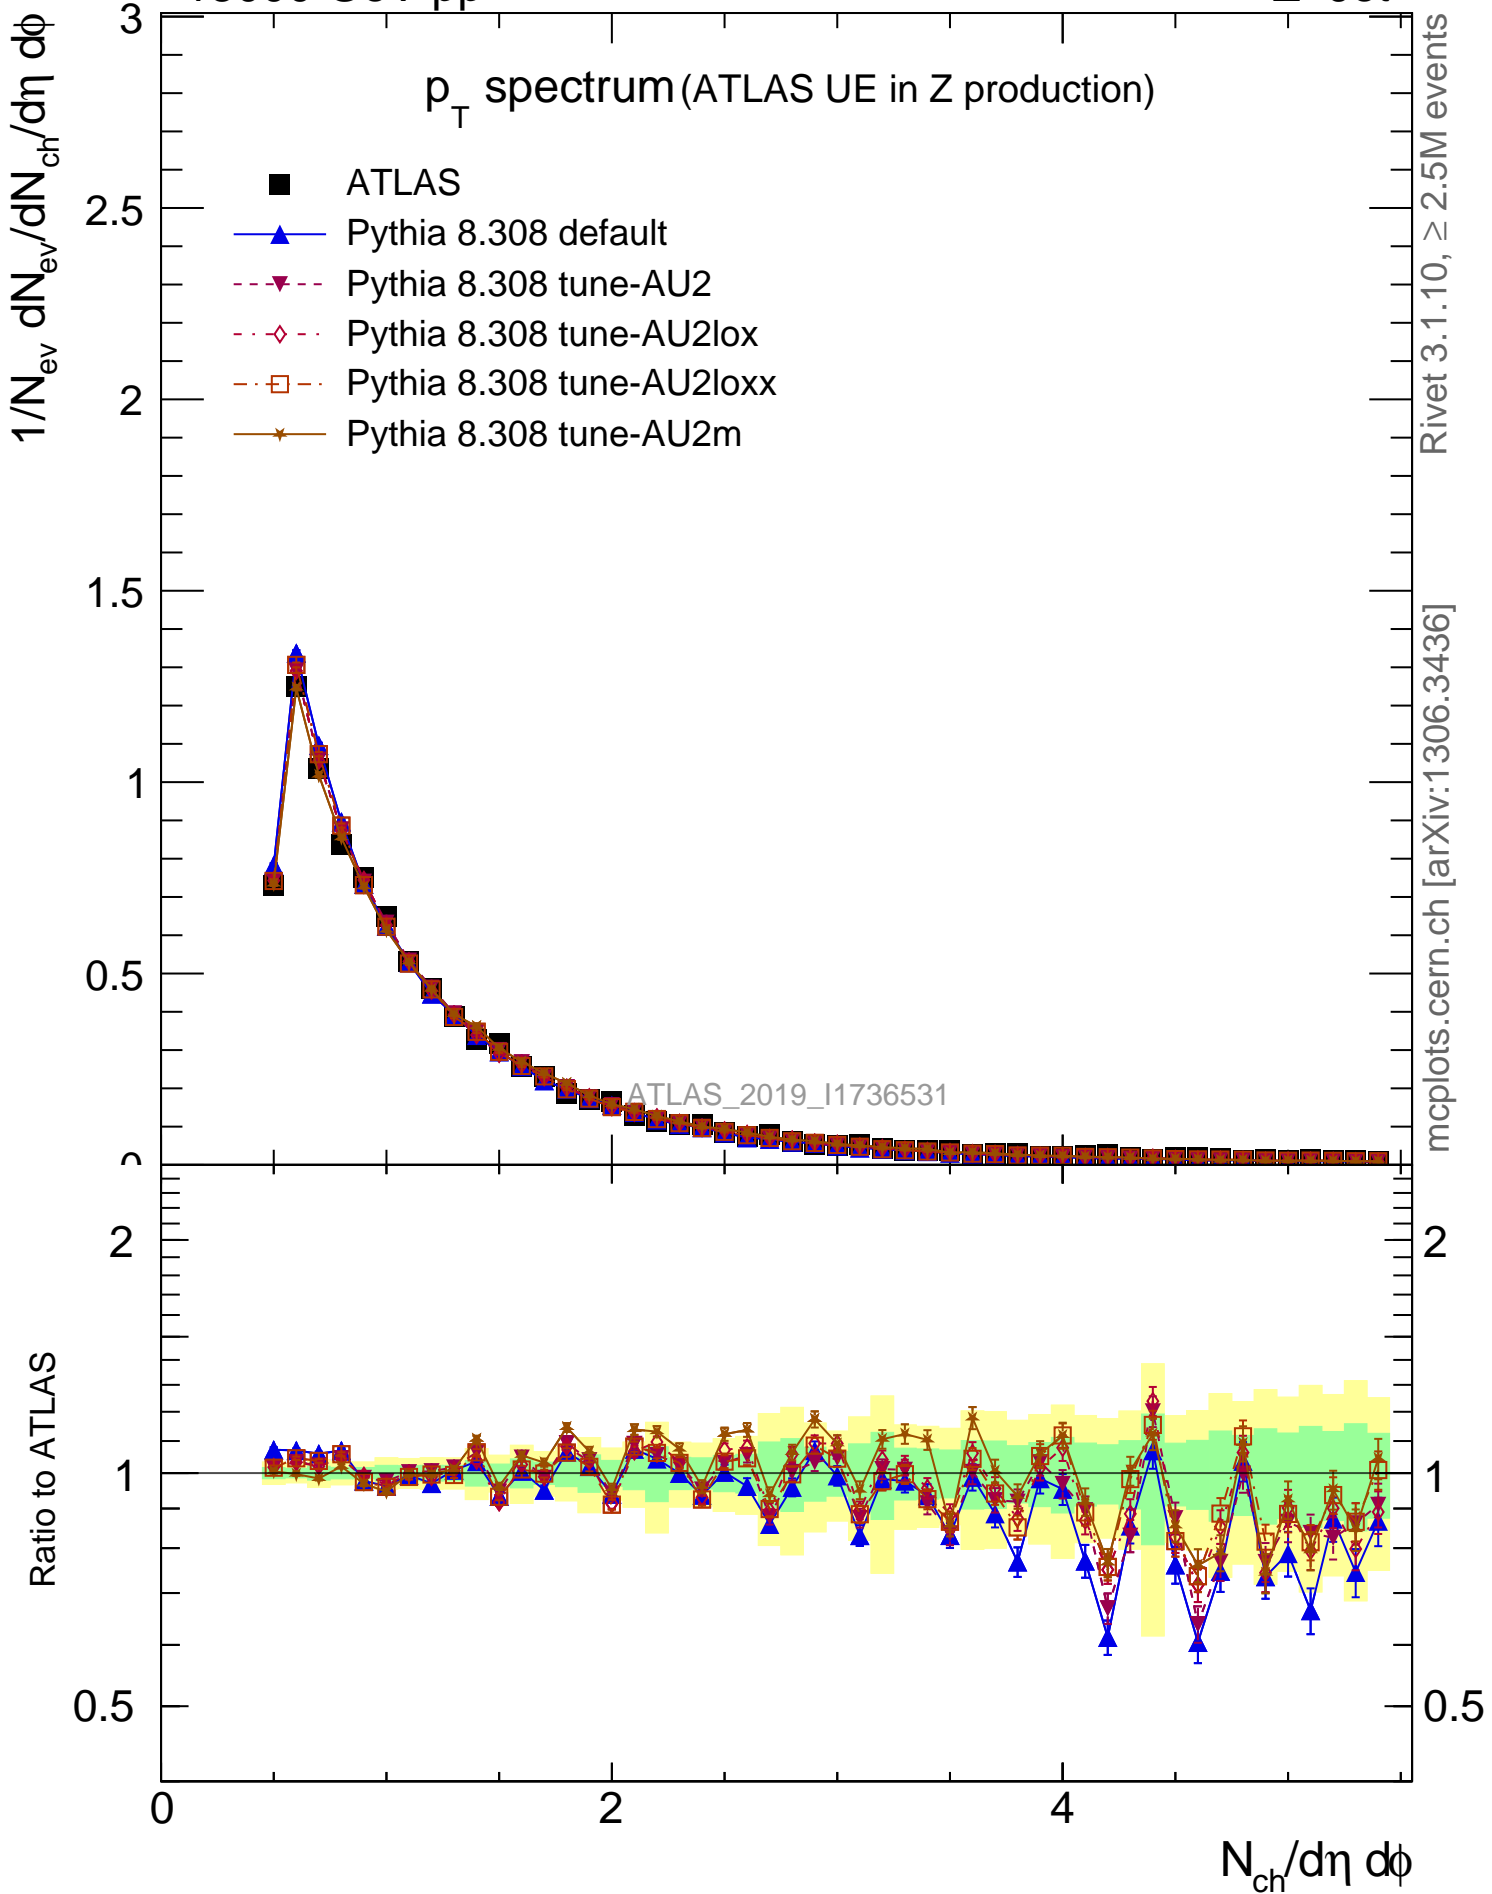 p_T spectrum (ATLAS UE in Z production)
ATLAS
Pythia 8.308 default
Pythia 8.308 tune-AU2
Pythia 8.308 tune-AU2lox
Pythia 8.308 tune-AU2loxx
Pythia 8.308 tune-AU2m
1/N_ev dN_ev/dN_ch/dη dϕ
3
2.5
2
1.5
1
0.5
ATLAS_2019_I1736531
Rivet 3.1.10, ≥ 2.5M events
mcplots.cern.ch [arXiv:1306.3436]
Ratio to ATLAS
2
1
0.5
2
1
0.5
0
2
4
N_ch/dη dϕ